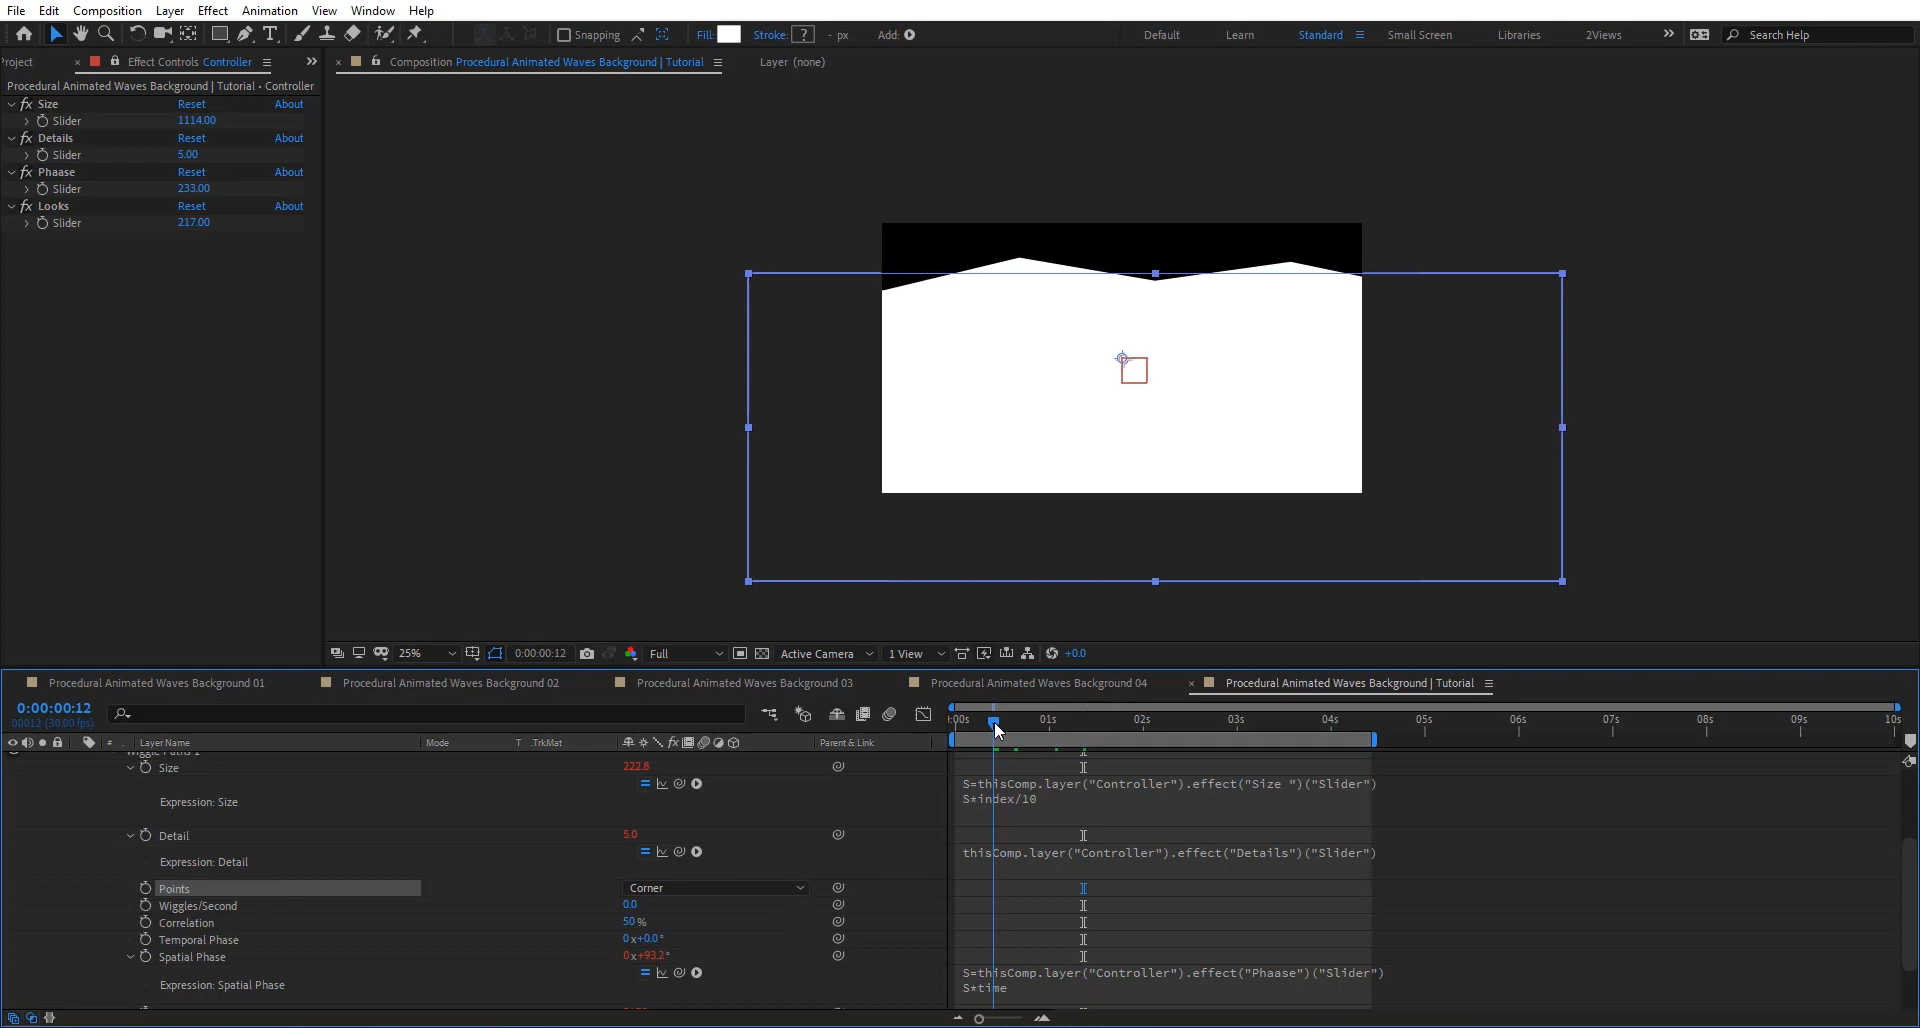 File Edit Composition Layer Effect Animation View Window Help
Snapping Fill: Stroke: ? - px Add: Default Learn Standard Small Screen Libraries 2Views » Search Help
roject × Effect Controls Controller » × Composition Procedural Animated Waves Background | Tutorial Layer (none)
Procedural Animated Waves Background | Tutorial • Controller
fx Size Reset About
Slider 1114.00
fx Details Reset About
Slider 5.00
fx Phaase Reset About
Slider 233.00
fx Looks Reset About
Slider 217.00
25% 0:00:00:12 Full Active Camera 1 View +0.0
Procedural Animated Waves Background 01 Procedural Animated Waves Background 02 Procedural Animated Waves Background 03 Procedural Animated Waves Background 04 × Procedural Animated Waves Background | Tutorial
0:00:00:12
00012 (30.00 fps)
:00s 01s 02s 03s 04s 05s 06s 07s 08s 09s 10s
# . Layer Name Mode T .TrkMat fx Parent & Link
Size 222.8
S=thisComp.layer("Controller").effect("Size ")("Slider")
Expression: Size S*index/10
Detail 5.0
Expression: Detail thisComp.layer("Controller").effect("Details")("Slider")
Points Corner
Wiggles/Second 0.0
Correlation 50 %
Temporal Phase 0x+0.0°
Spatial Phase 0x+93.2°
S=thisComp.layer("Controller").effect("Phaase")("Slider")
Expression: Spatial Phase S*time